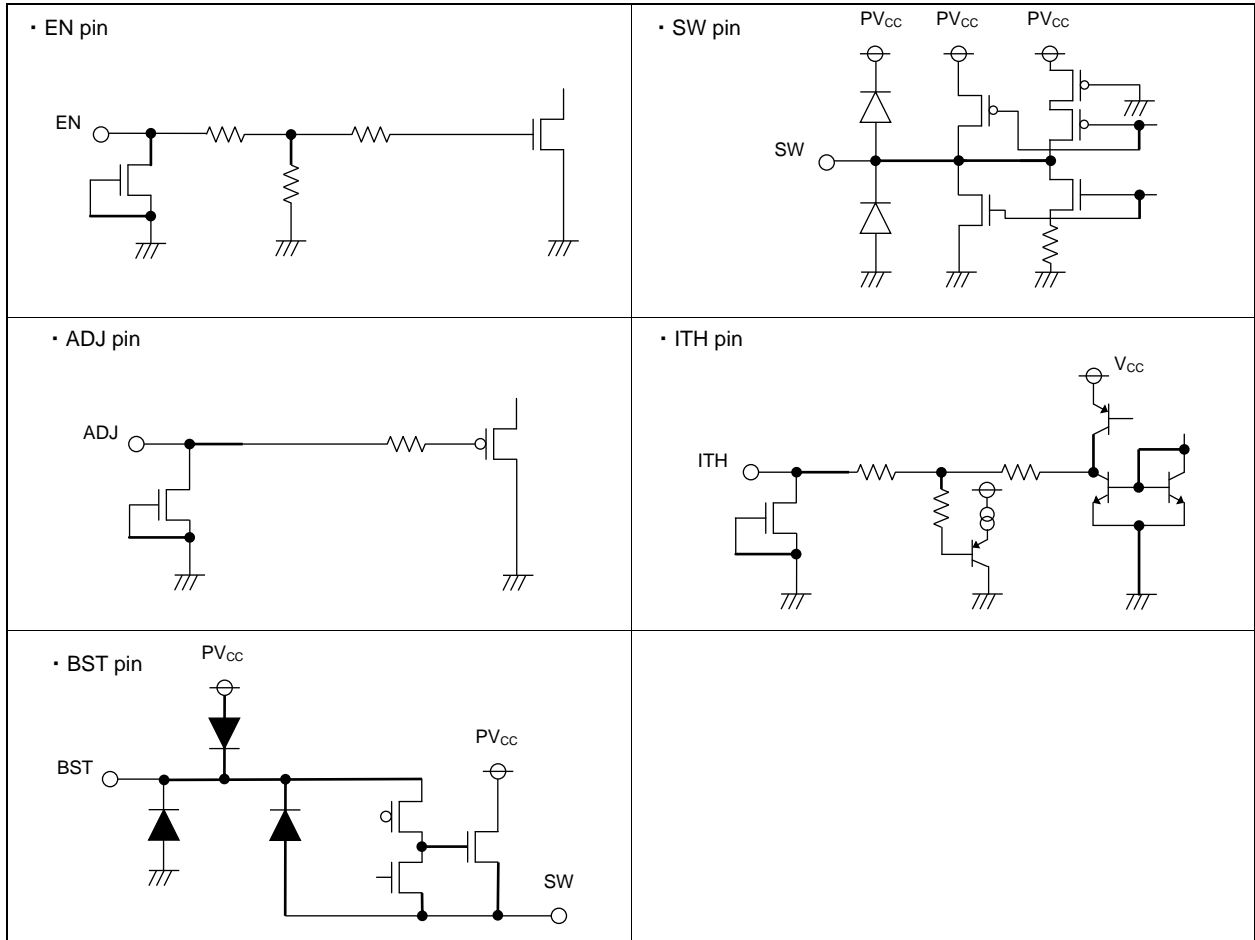 ・EN pin
EN
・SW pin
PVCC PVCC PVCC
SW
・ADJ pin
ADJ
・ITH pin
VCC
ITH
・BST pin
PVCC
PVCC
BST
SW